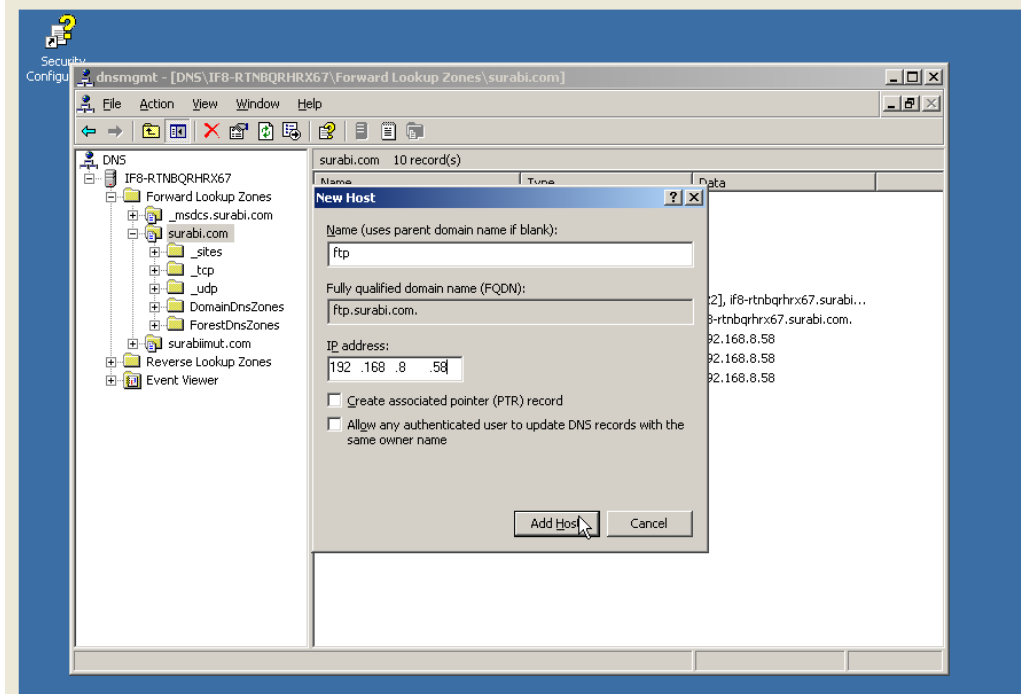 Security
Configu
dnsmgmt - [DNS\IF8-RTNBQRHRX67\Forward Lookup Zones\surabi.com]
File Action View Window Help
DNS
IF8-RTNBQRHRX67
Forward Lookup Zones
_msdcs.surabi.com
surabi.com
_sites
_tcp
_udp
DomainDnsZones
ForestDnsZones
surabiimut.com
Reverse Lookup Zones
Event Viewer
surabi.com 10 record(s)
Name Type Data
New Host
Name (uses parent domain name if blank):
ftp
Fully qualified domain name (FQDN):
ftp.surabi.com.
IP address:
192 .168 .8 .58
Create associated pointer (PTR) record
Allow any authenticated user to update DNS records with the
same owner name
Add Host
Cancel
2], if8-rtnbqrhrx67.surabi...
8-rtnbqrhrx67.surabi.com.
92.168.8.58
92.168.8.58
92.168.8.58